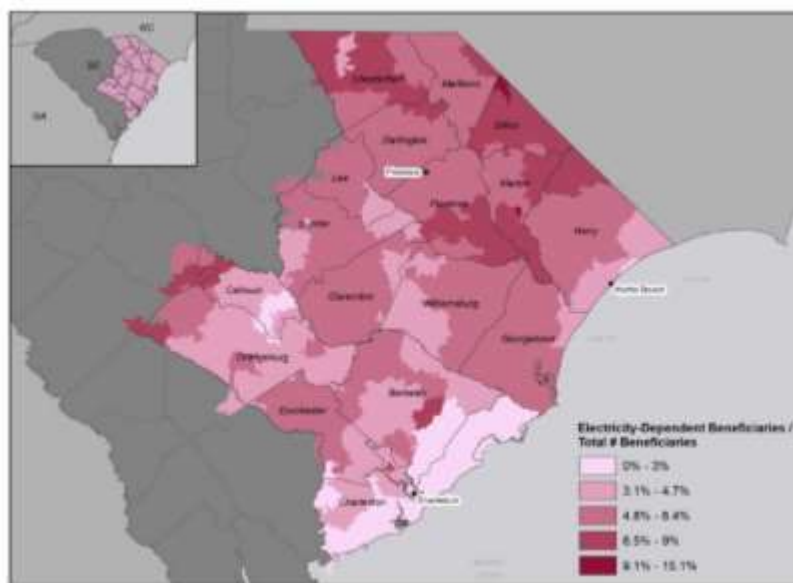 NC
SC
GA
Chesterfield
Marlboro
Dillon
Darlington
Florence
Lee
Marion
Florence
Sumter
Horry
Calhoun
Clarendon
Williamsburg
Myrtle Beach
Georgetown
Orangeburg
Berkeley
Dorchester
Charleston
Charleston
Electricity-Dependent Beneficiaries /
Total # Beneficiaries
0% - 3%
3.1% - 4.7%
4.8% - 6.4%
6.5% - 9%
9.1% - 15.1%